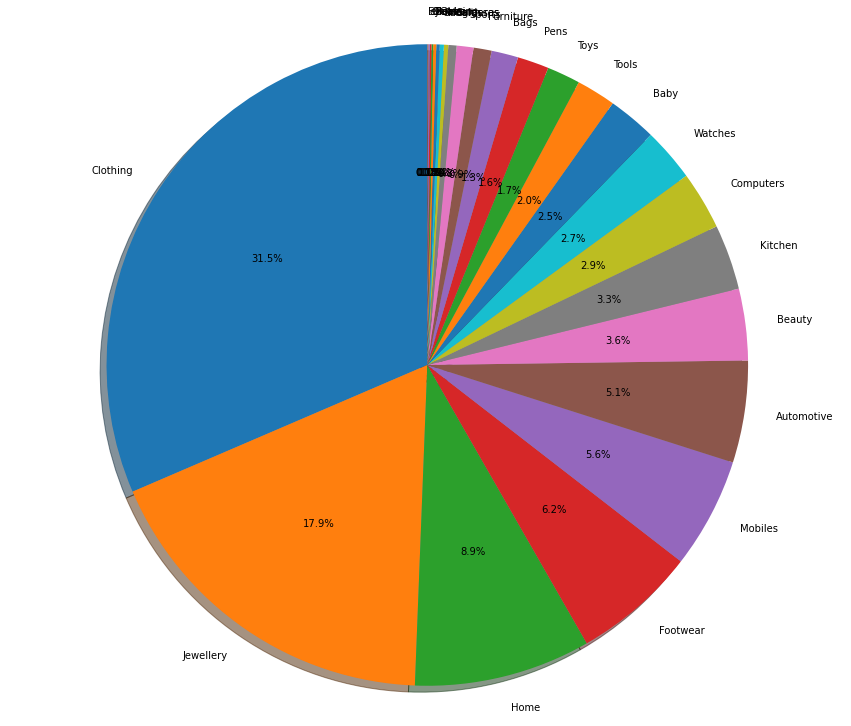 Furniture
Bags
Pens
Toys
Tools
Baby
Watches
Computers
Kitchen
Beauty
Automotive
Mobiles
Footwear
Home
Jewellery
Clothing
31.5%
17.9%
8.9%
6.2%
5.6%
5.1%
3.6%
3.3%
2.9%
2.7%
2.5%
2.0%
1.7%
1.6%
1.3%